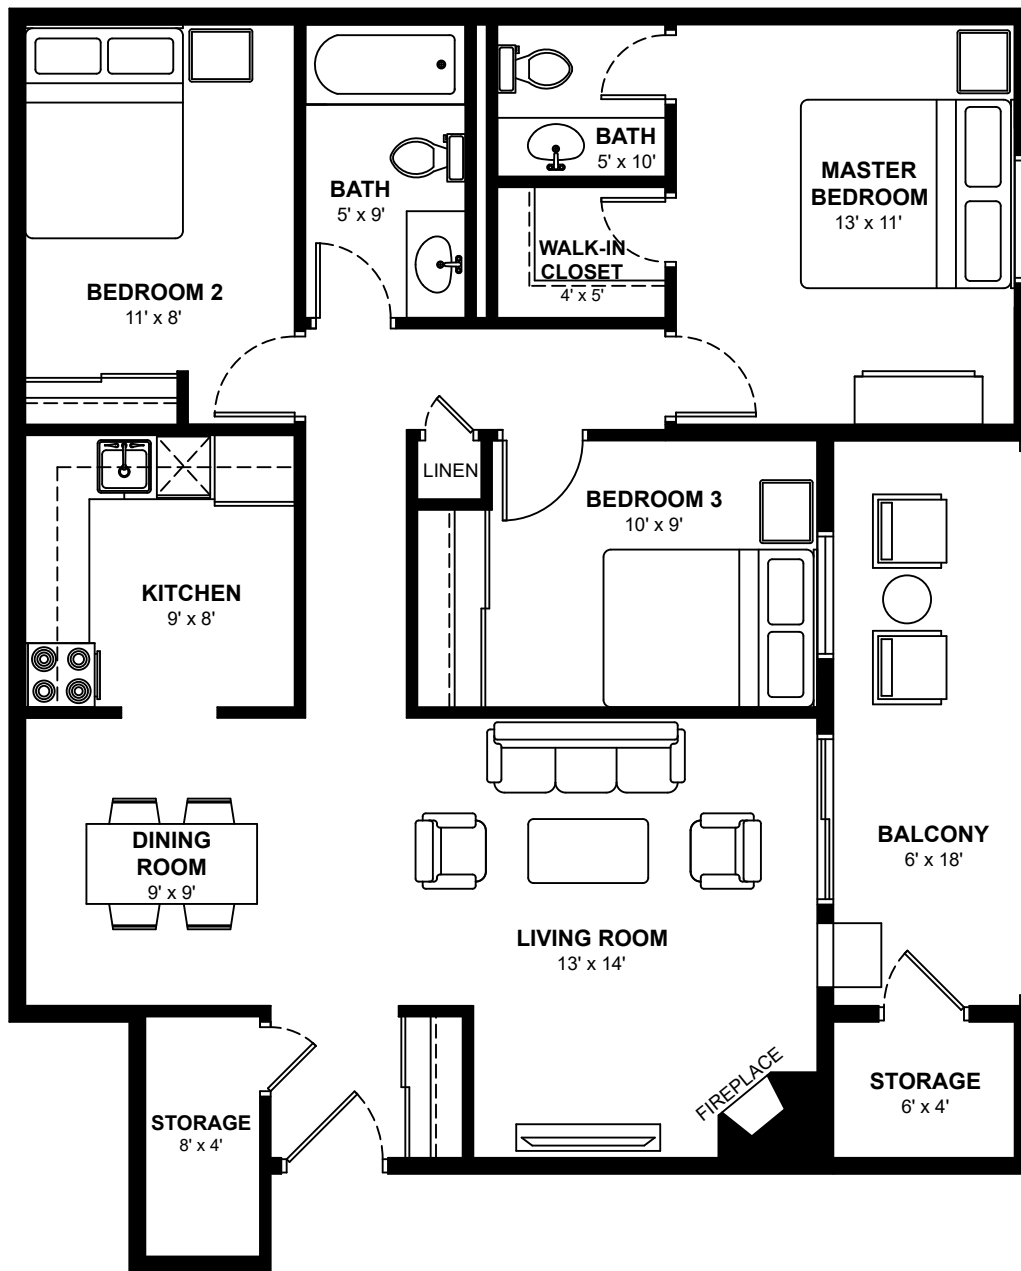 BATH
5' x 10'
MASTER
BEDROOM
13' x 11'
BATH
5' x 9'
WALK-IN
CLOSET
4' x 5'
BEDROOM 2
11' x 8'
LINEN
BEDROOM 3
10' x 9'
KITCHEN
9' x 8'
DINING
ROOM
9' x 9'
BALCONY
6' x 18'
LIVING ROOM
13' x 14'
FIREPLACE
STORAGE
6' x 4'
STORAGE
8' x 4'